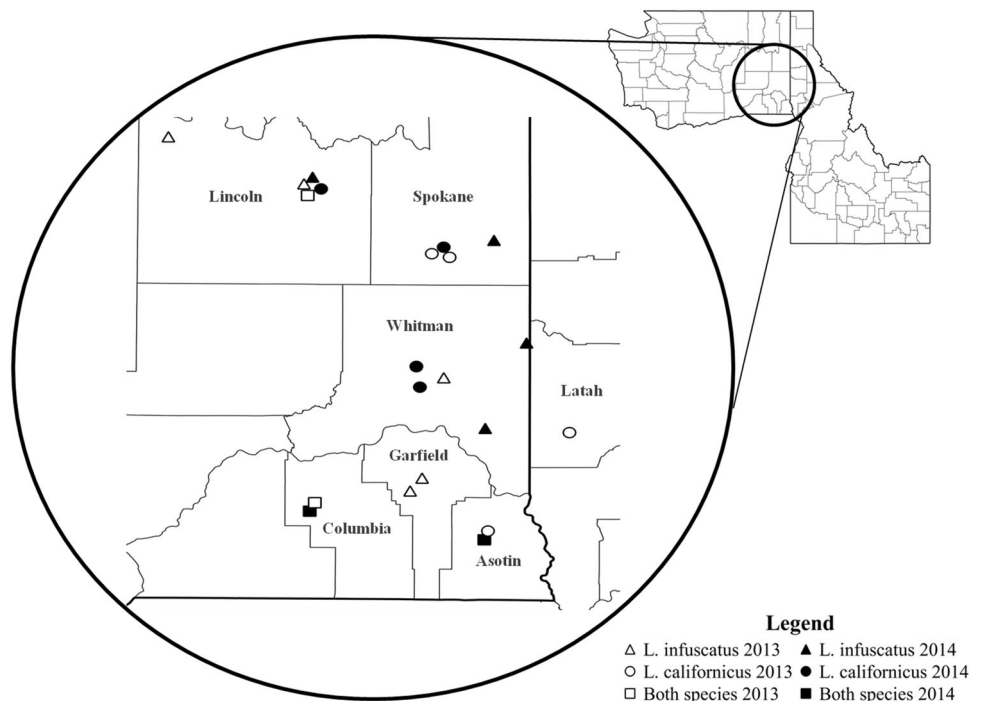 Lincoln
Spokane
Whitman
Latah
Garfield
Columbia
Asotin
Legend
L. infuscatus 2013
L. infuscatus 2014
L. californicus 2013
L. californicus 2014
Both species 2013
Both species 2014